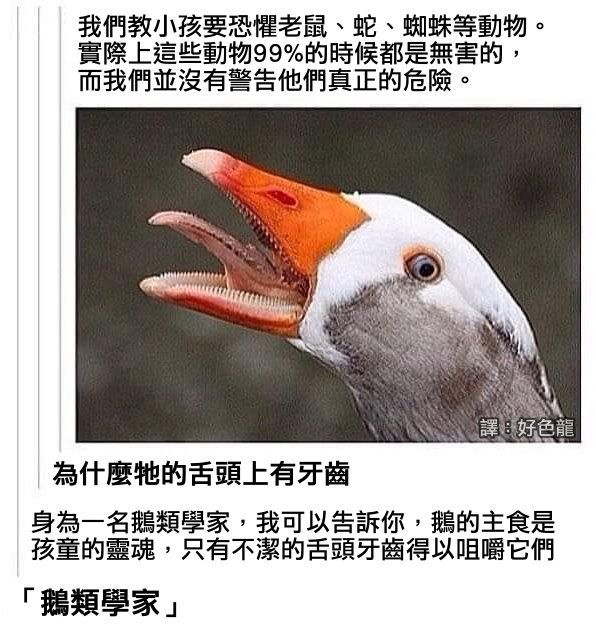 我們教小孩要恐懼老鼠、蛇、蜘蛛等動物。
實際上這些動物99%的時候都是無害的，
而我們並沒有警告他們真正的危險。
譯：好色龍
為什麼牠的舌頭上有牙齒
身為一名鵝類學家，我可以告訴你，鵝的主食是
孩童的靈魂，只有不潔的舌頭牙齒得以咀嚼它們
「鵝類學家」